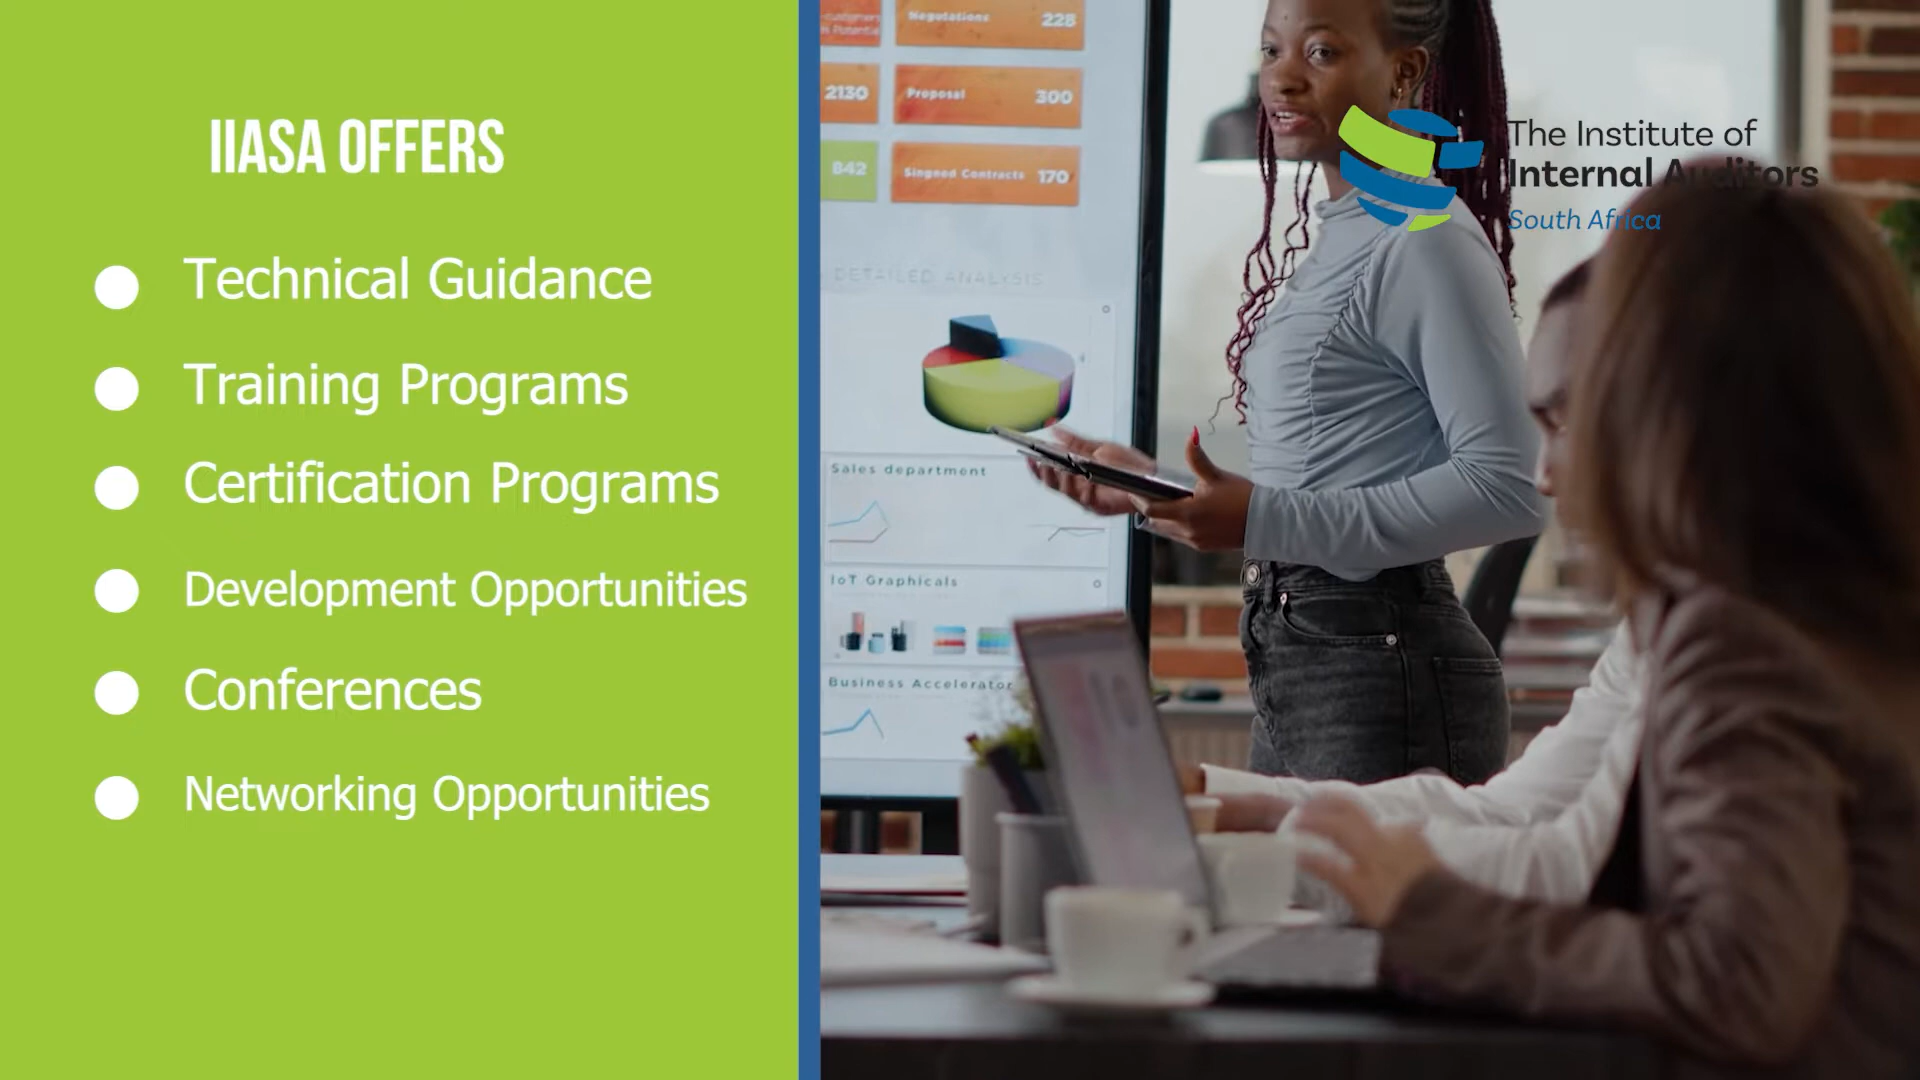 IIASA OFFERS
Technical Guidance
Training Programs
Certification Programs
Development Opportunities
Conferences
Networking Opportunities
Negotiations 228
2130
Proposal 300
842
Singned Contracts 170
DETAILED ANALYSIS
Sales department
IoT Graphicals
Business Accelerator
The Institute of
Internal Auditors
South Africa